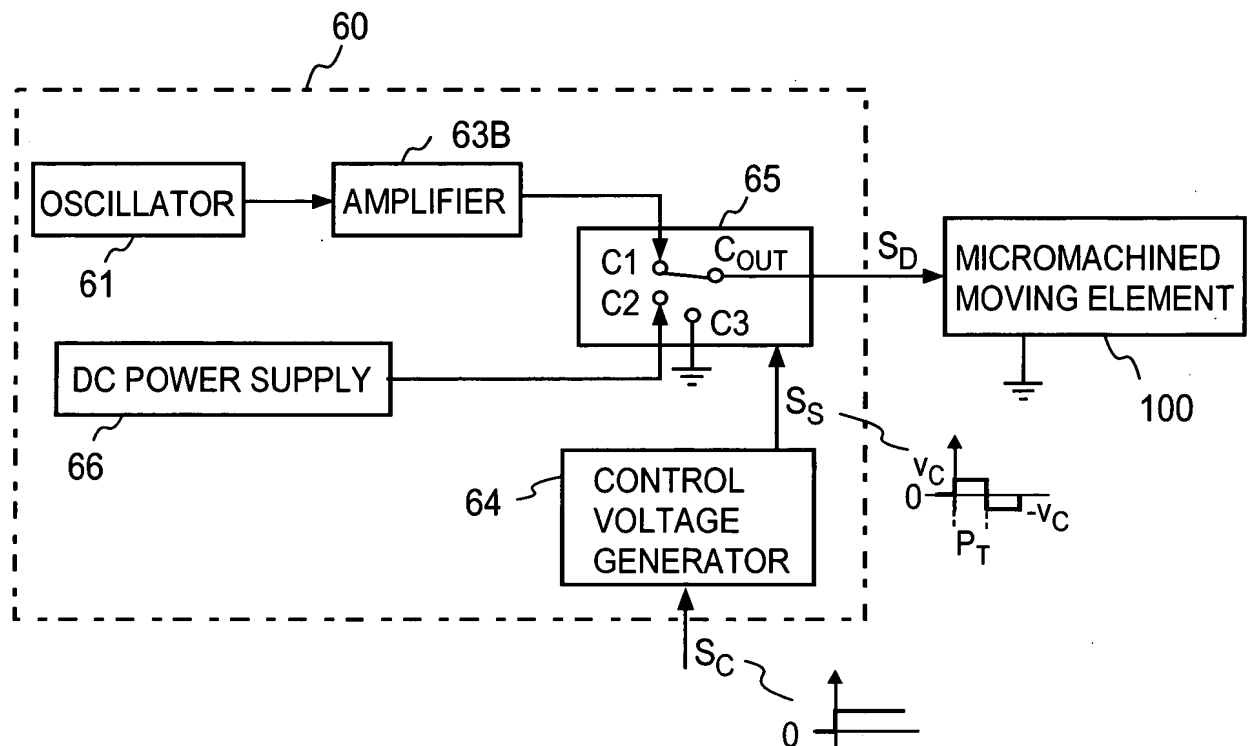 60
63B
OSCILLATOR
AMPLIFIER
61
65
C1
COUT
C2
C3
SD
MICROMACHINED
MOVING ELEMENT
100
DC POWER SUPPLY
66
SS
64
CONTROL
VOLTAGE
GENERATOR
vC
0
-vC
PT
SC
0